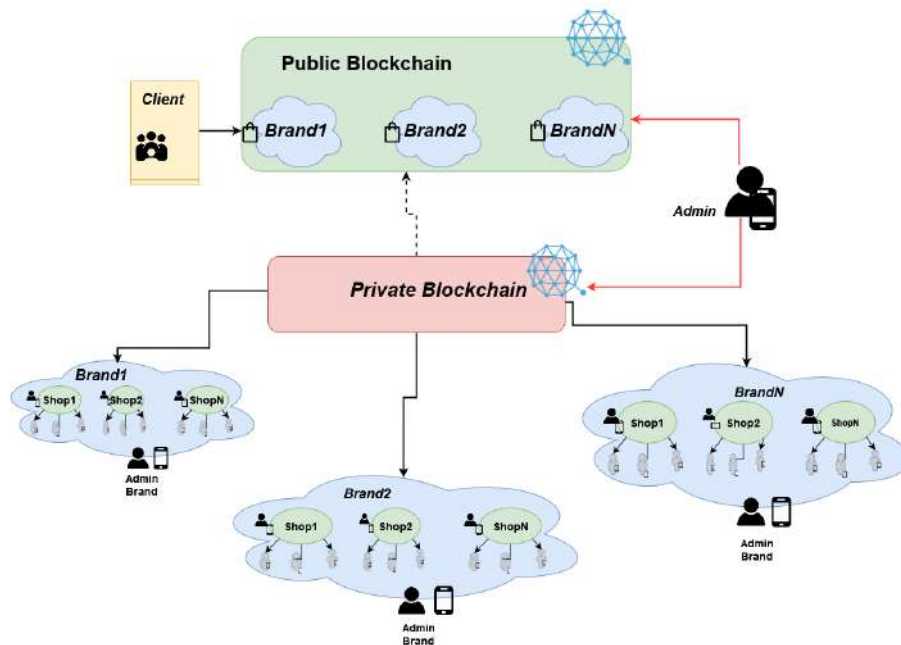 Public Blockchain
Client
Brand1
Brand2
BrandN
Admin
Private Blockchain
Brand1
Shop1
Shop2
ShopN
Admin
Brand
Brand2
Shop1
Shop2
ShopN
Admin
Brand
BrandN
Shop1
Shop2
ShopN
Admin
Brand